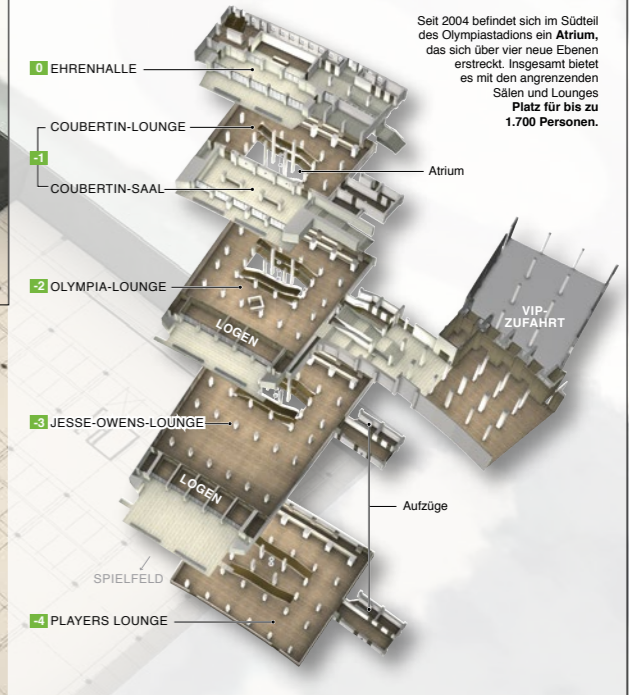 Seit 2004 befindet sich im Südteil
des Olympiastadions ein Atrium,
das sich über vier neue Ebenen
erstreckt. Insgesamt bietet
es mit den angrenzenden
Sälen und Lounges
Platz für bis zu
1.700 Personen.
0 EHRENHALLE
COUBERTIN-LOUNGE
-1
Atrium
COUBERTIN-SAAL
-2 OLYMPIA-LOUNGE
VIP-
ZUFAHRT
LOGEN
-3 JESSE-OWENS-LOUNGE
LOGEN
Aufzüge
SPIELFELD
-4 PLAYERS LOUNGE